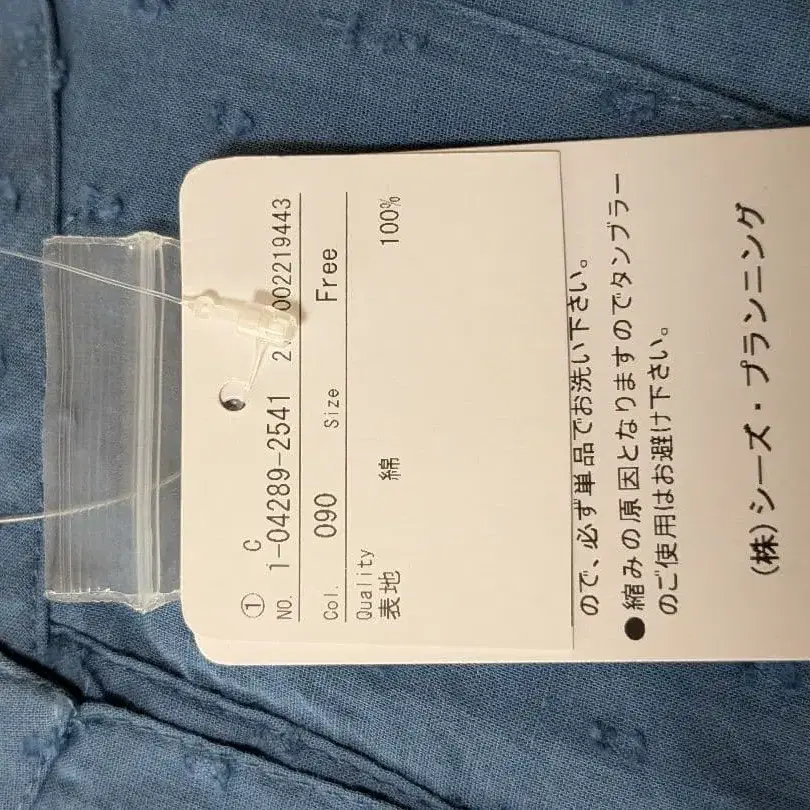 ① C
NO. 1-04289-2541 2 002219443
Col. 090 Size Free
Quality
表地 綿 100%
ので、必ず単品でお洗い下さい。
●縮みの原因となりますのでタンブラー
のご使用はお避け下さい。
(株)シーズ・プランニング